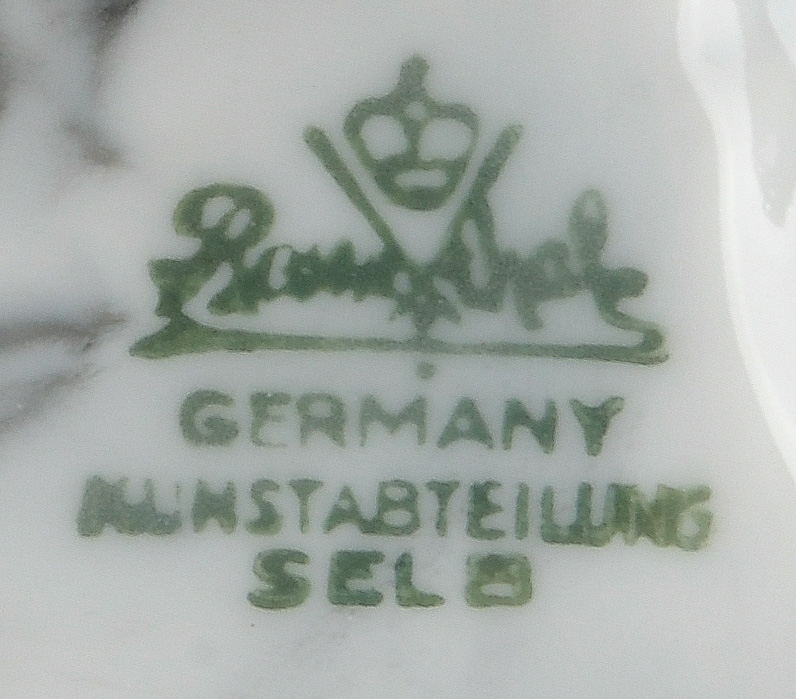 Rosenthal
GERMANY
KUNSTABTEILUNG
SELB